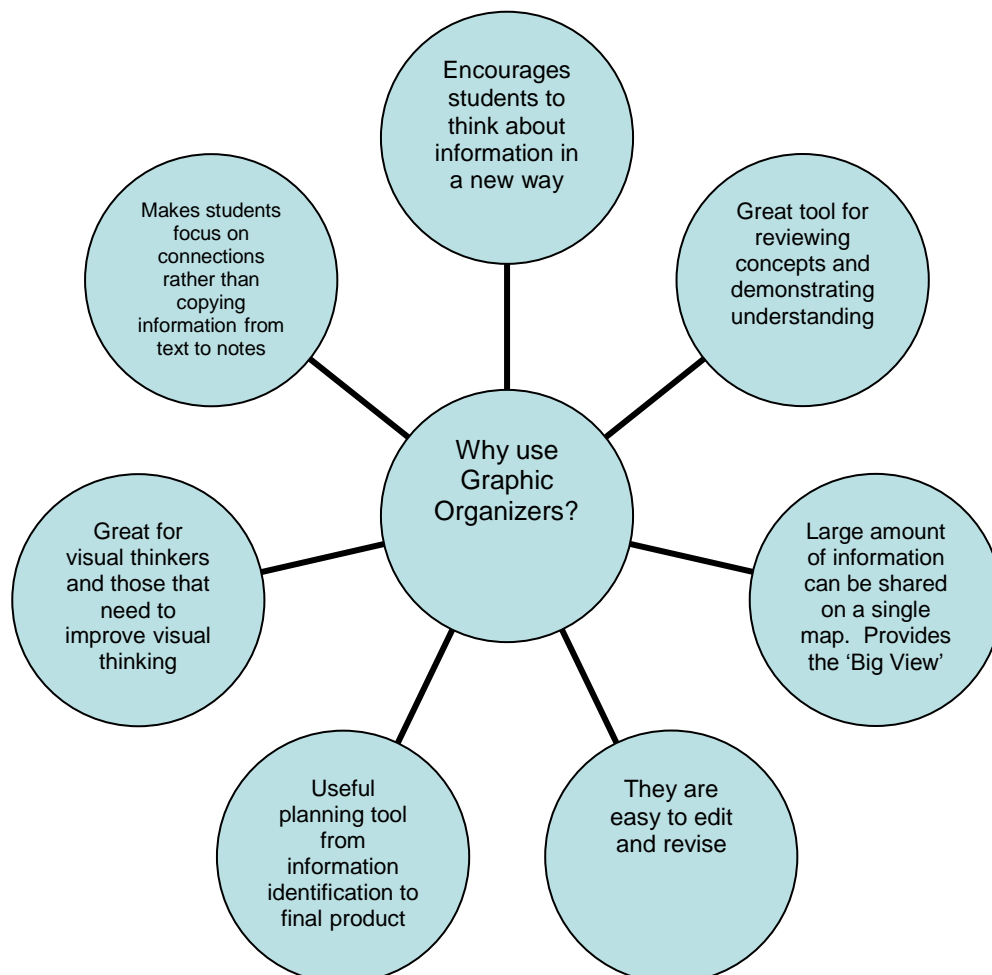 Encourages
students to
think about
information in
a new way
Makes students
focus on
connections
rather than
copying
information from
text to notes
Great tool for
reviewing
concepts and
demonstrating
understanding
Why use
Graphic
Organizers?
Great for
visual thinkers
and those that
need to
improve visual
thinking
Large amount
of information
can be shared
on a single
map.  Provides
the ‘Big View’
Useful
planning tool
from
information
identification to
final product
They are
easy to edit
and revise